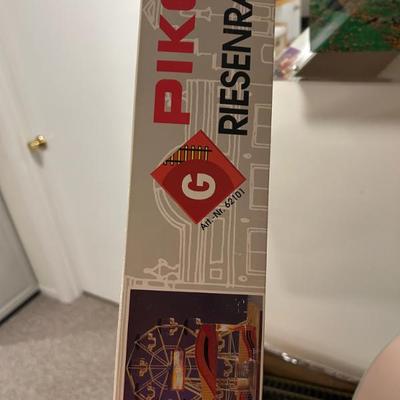 PIKO
RIESENRA
G
Art.-Nr. 62101